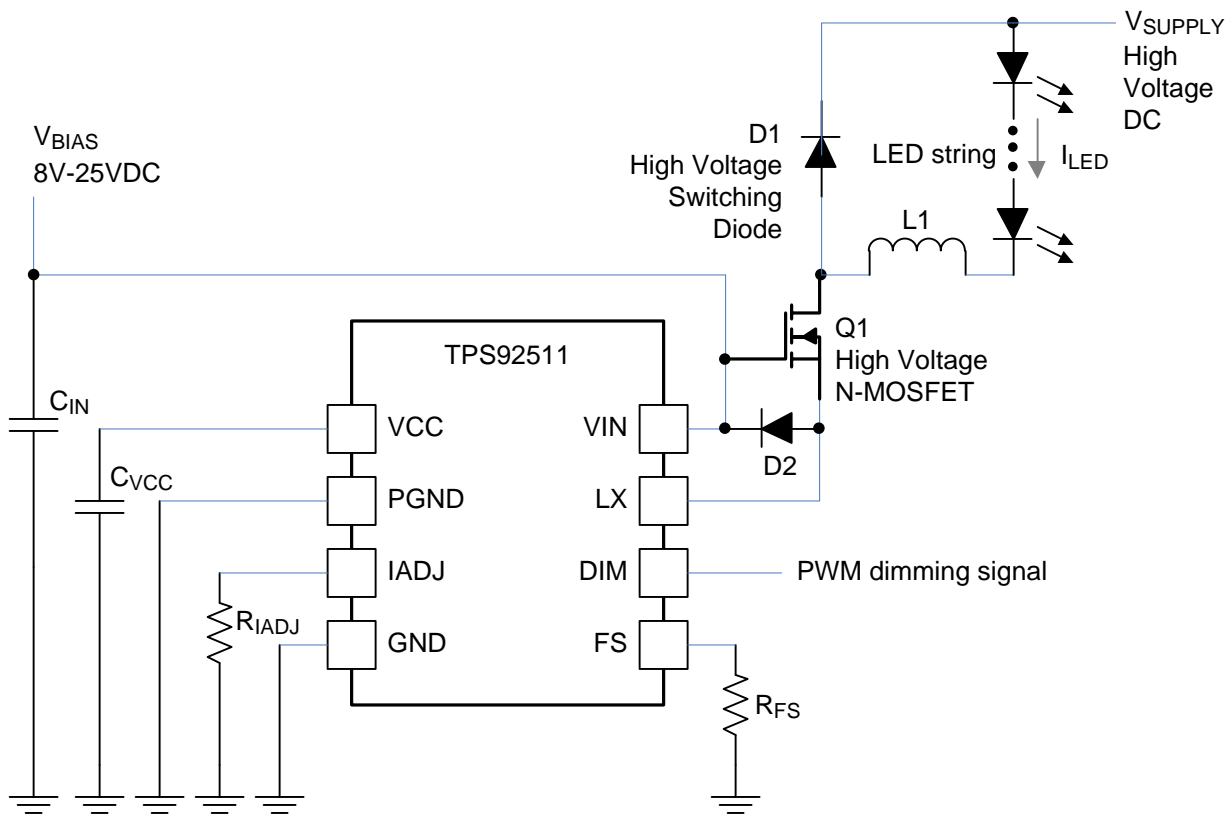 VSUPPLY
High
Voltage
DC
VBIAS
8V-25VDC
D1
High Voltage
Switching
Diode
LED string
ILED
L1
Q1
High Voltage
N-MOSFET
TPS92511
CIN
VCC
VIN
D2
CVCC
PGND
LX
IADJ
DIM
PWM dimming signal
RIADJ
GND
FS
RFS